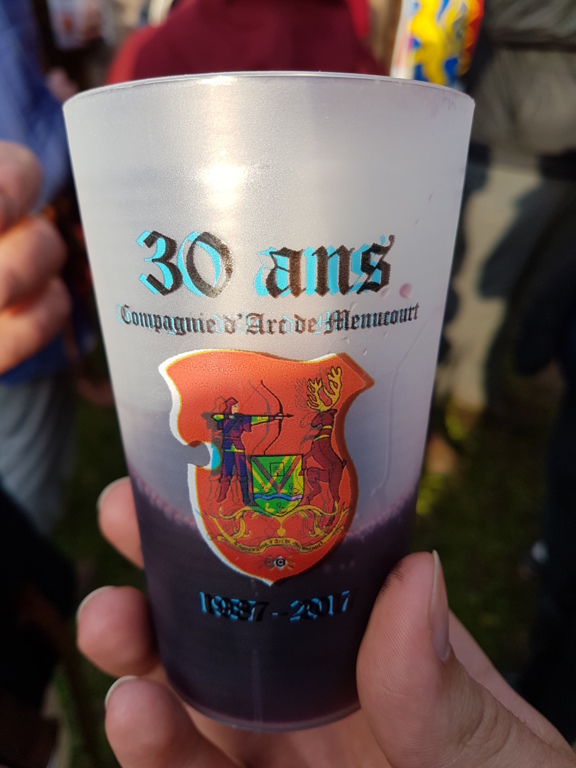 30 ans
Compagnie d'Arc de Menucourt
1987-2017